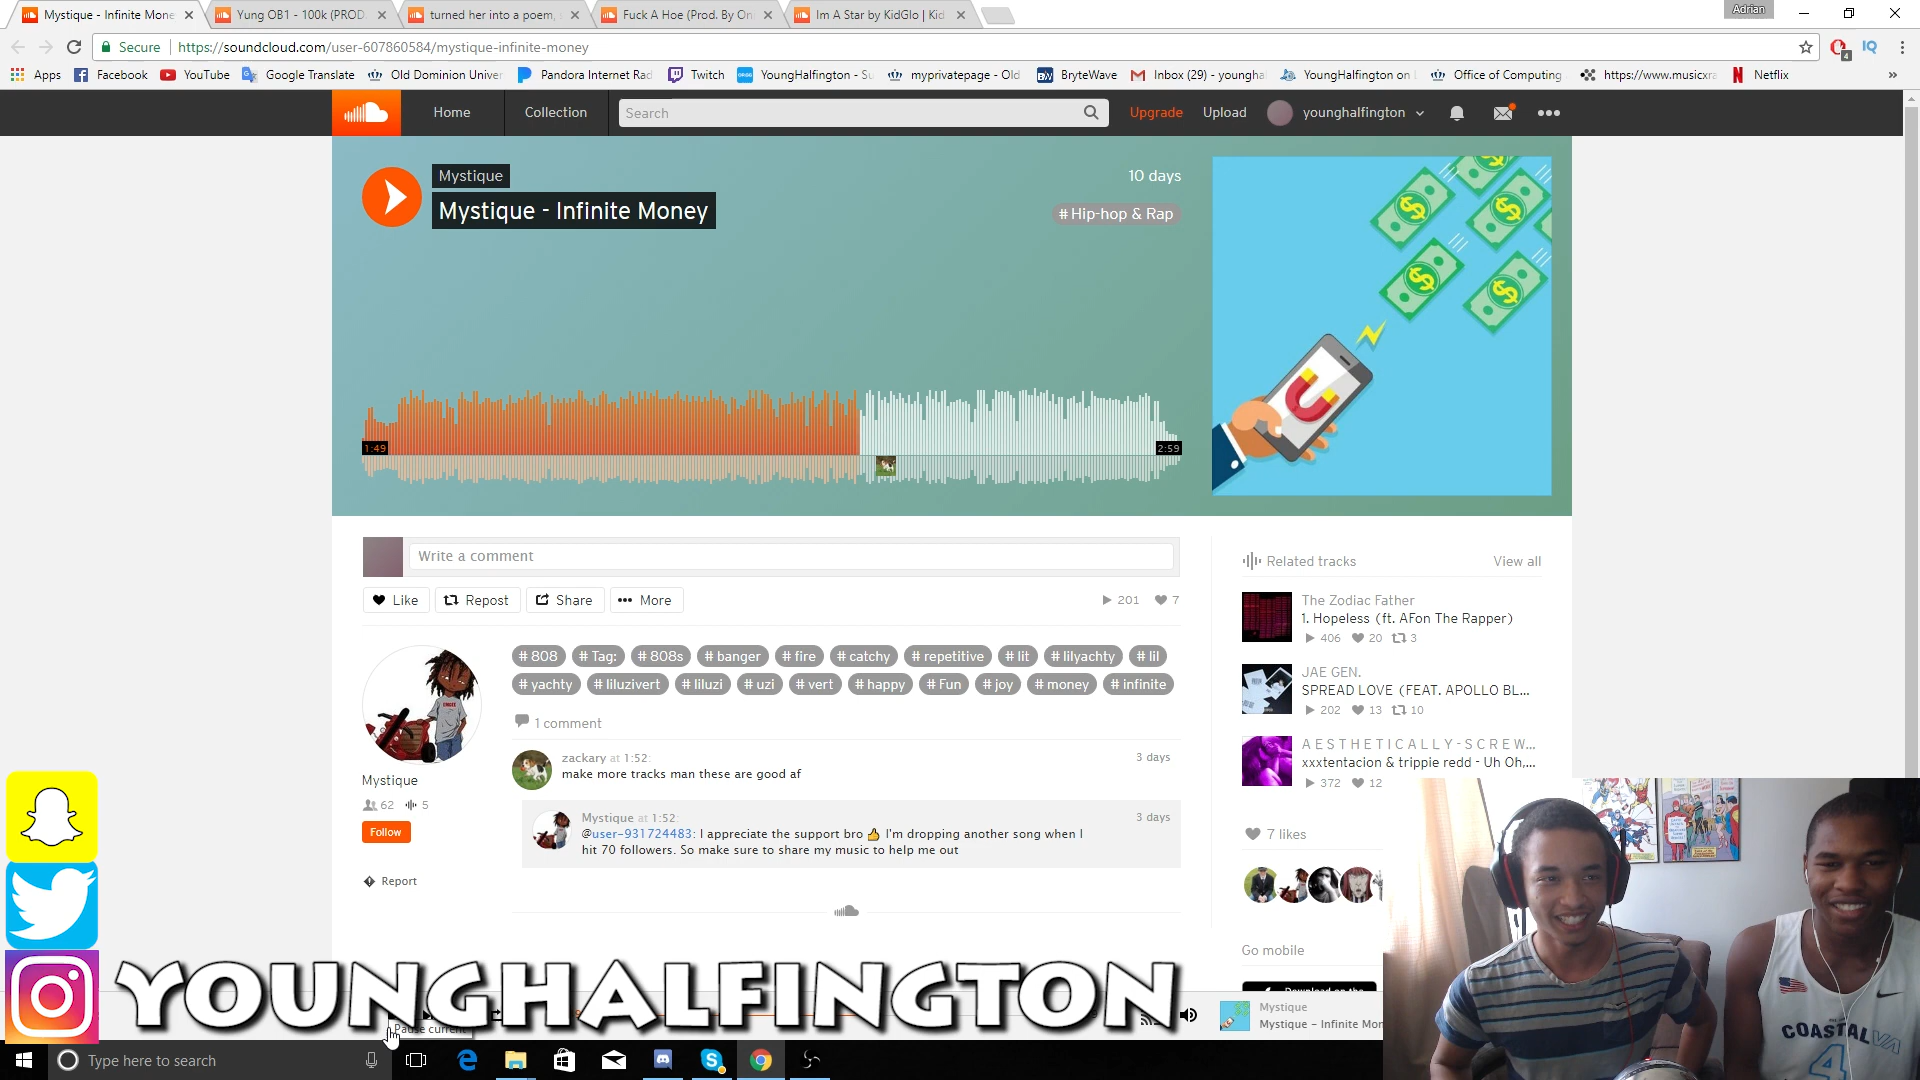 Mystique - Infinite Mone
Yung OB1 - 100k (PROD
turned her into a poem,
Fuck A Hoe (Prod. By On
Im A Star by KidGlo | Kid
Adrian
Secure
https://soundcloud.com/user-607860584/mystique-infinite-money
4
IQ
Apps
Facebook
YouTube
Google Translate
Old Dominion Univer
Pandora Internet Rad
Twitch
YoungHalfington - Su
myprivatepage - Old
BryteWave
Inbox (29) - youngha
YoungHalfington on
Office of Computing
https://www.musicxra
Netflix
Home
Collection
Search
Upgrade
Upload
younghalfington
Mystique
Mystique - Infinite Money
10 days
# Hip-hop & Rap
1:49
2:59
Write a comment
Like
Repost
Share
More
201
7
# 808
# Tag:
# 808s
# banger
# fire
# catchy
# repetitive
# lit
# lilyachty
# lil
# yachty
# liluzivert
# liluzi
# uzi
# vert
# happy
# Fun
# joy
# money
# infinite
1 comment
zackary at 1:52:
3 days
make more tracks man these are good af
Mystique at 1:52:
3 days
@user-931724483: I appreciate the support bro 👍 I'm dropping another song when I
hit 70 followers. So make sure to share my music to help me out
Mystique
62
5
Follow
Report
Related tracks
View all
The Zodiac Father
1. Hopeless (ft. AFon The Rapper)
406
20
3
JAE GEN.
SPREAD LOVE (FEAT. APOLLO BL...
202
13
10
A E S T H E T I C A L L Y - S C R E W...
xxxtentacion & trippie redd - Uh Oh,...
372
12
7 likes
Go mobile
Download on the
YOUNGHALFINGTON
Pause current
Mystique
Mystique – Infinite Mon
COASTAL VA
4
Type here to search